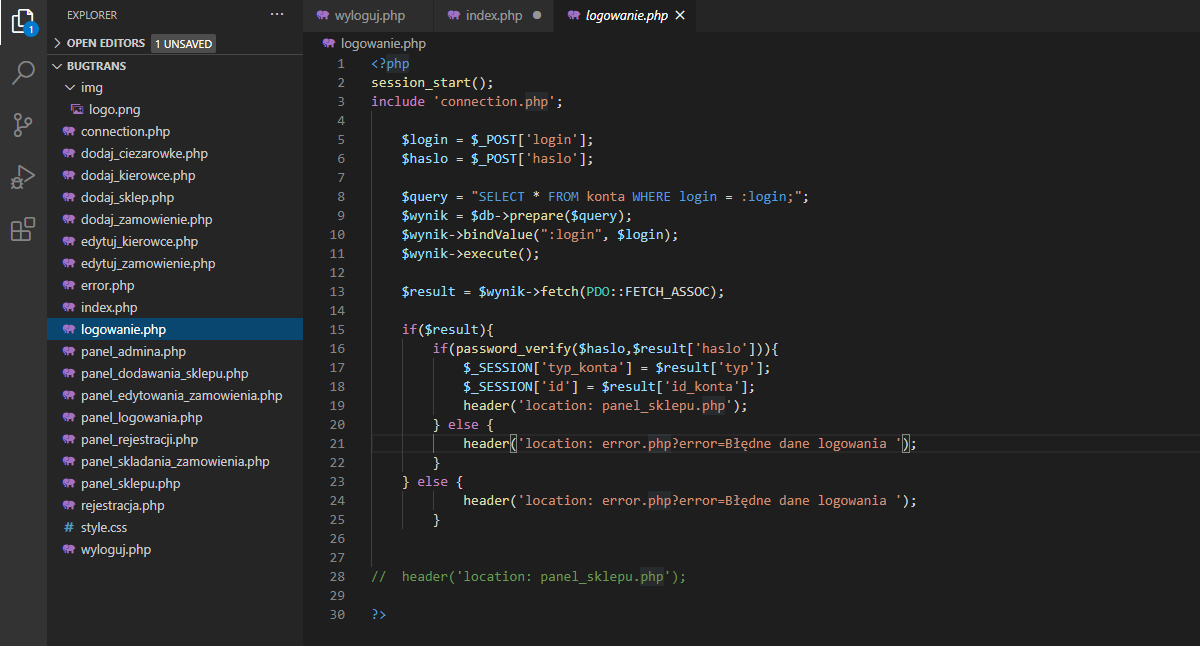 EXPLORER
OPEN EDITORS 1 UNSAVED
BUGTRANS
img
logo.png
connection.php
dodaj_ciezarowke.php
dodaj_kierowce.php
dodaj_sklep.php
dodaj_zamowienie.php
edytuj_kierowce.php
edytuj_zamowienie.php
error.php
index.php
logowanie.php
panel_admina.php
panel_dodawania_sklepu.php
panel_edytowania_zamowienia.php
panel_logowania.php
panel_rejestracji.php
panel_skladania_zamowienia.php
panel_sklepu.php
rejestracja.php
# style.css
wyloguj.php
1
wyloguj.php index.php logowanie.php
logowanie.php
1 <?php
2 session_start();
3 include 'connection.php';
4
5 $login = $_POST['login'];
6 $haslo = $_POST['haslo'];
7
8 $query = "SELECT * FROM konta WHERE login = :login;";
9 $wynik = $db->prepare($query);
10 $wynik->bindValue(":login", $login);
11 $wynik->execute();
12
13 $result = $wynik->fetch(PDO::FETCH_ASSOC);
14
15 if($result){
16 if(password_verify($haslo,$result['haslo'])){
17 $_SESSION['typ_konta'] = $result['typ'];
18 $_SESSION['id'] = $result['id_konta'];
19 header('location: panel_sklepu.php');
20 } else {
21 header('location: error.php?error=Błędne dane logowania ');
22 }
23 } else {
24 header('location: error.php?error=Błędne dane logowania ');
25 }
26
27
28 // header('location: panel_sklepu.php');
29
30 ?>